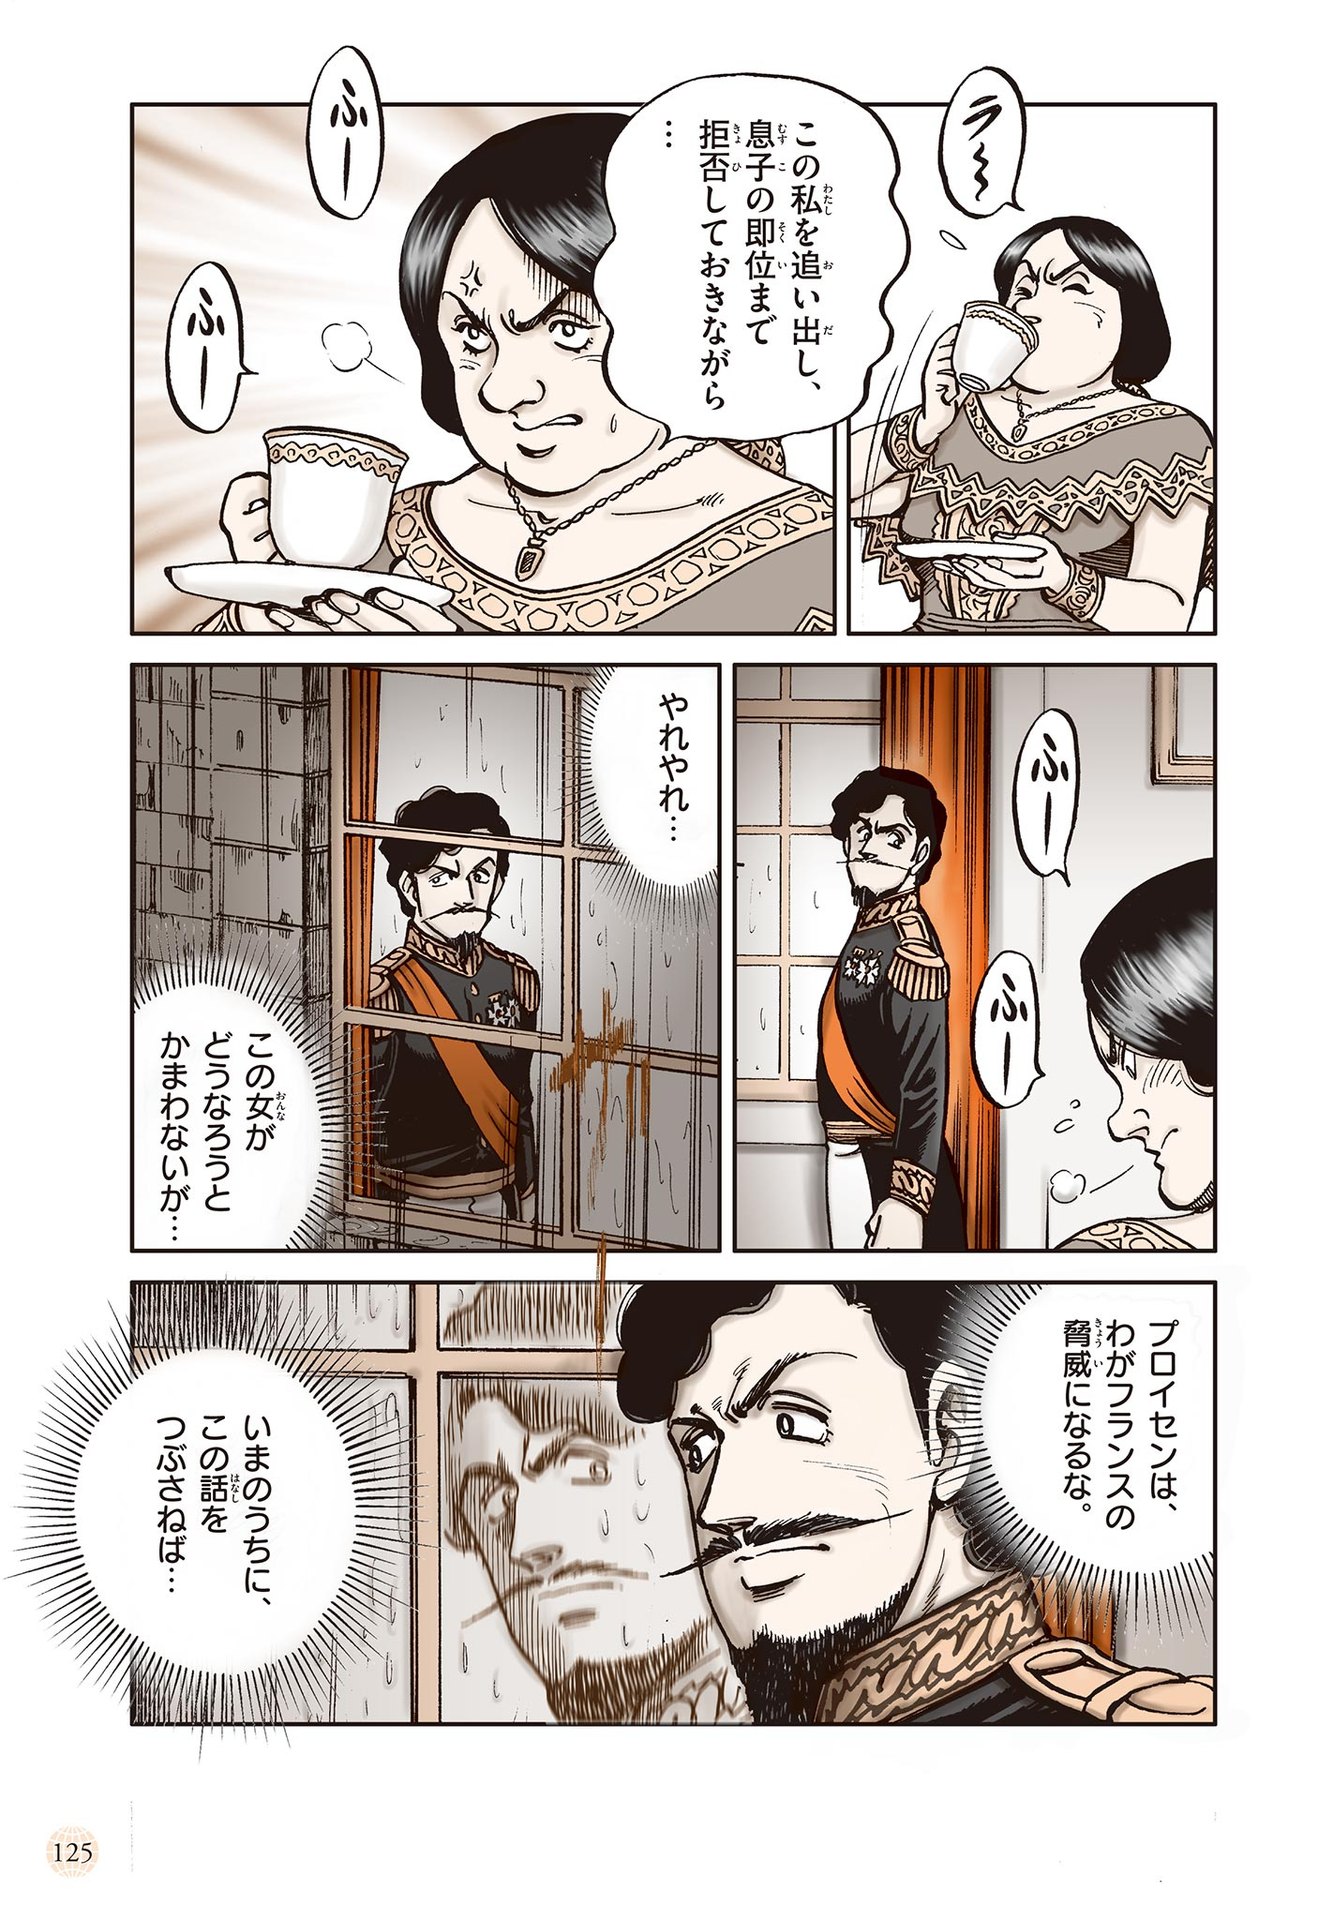 ラ〜
この私を追い出し、
息子の即位まで
拒否しておきながら
…
ふー
ふー
ふー
ふー
やれやれ…
この女が
どうなろうと
かまわないが…
プロイセンは、
わがフランスの
脅威になるな。
いまのうちに、
この話を
つぶさねば…
125